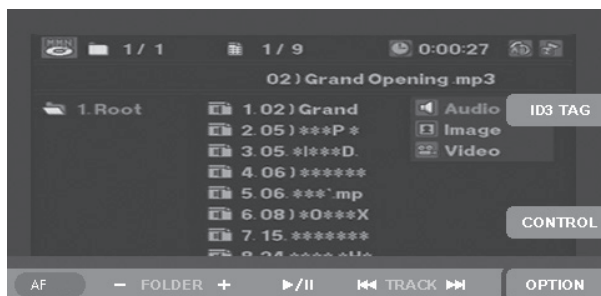 1/ 1 1/ 9 0:00:27
02)Grand Opening.mp3
1.Root
1.02)Grand
2.05)***P*
3.05.*I***D.
4.06)******
5.06.***`.mp
6.08)*O***X
7.15.*******
Audio
Image
Video
ID3 TAG
CONTROL
AF − FOLDER + ►/II TRACK OPTION